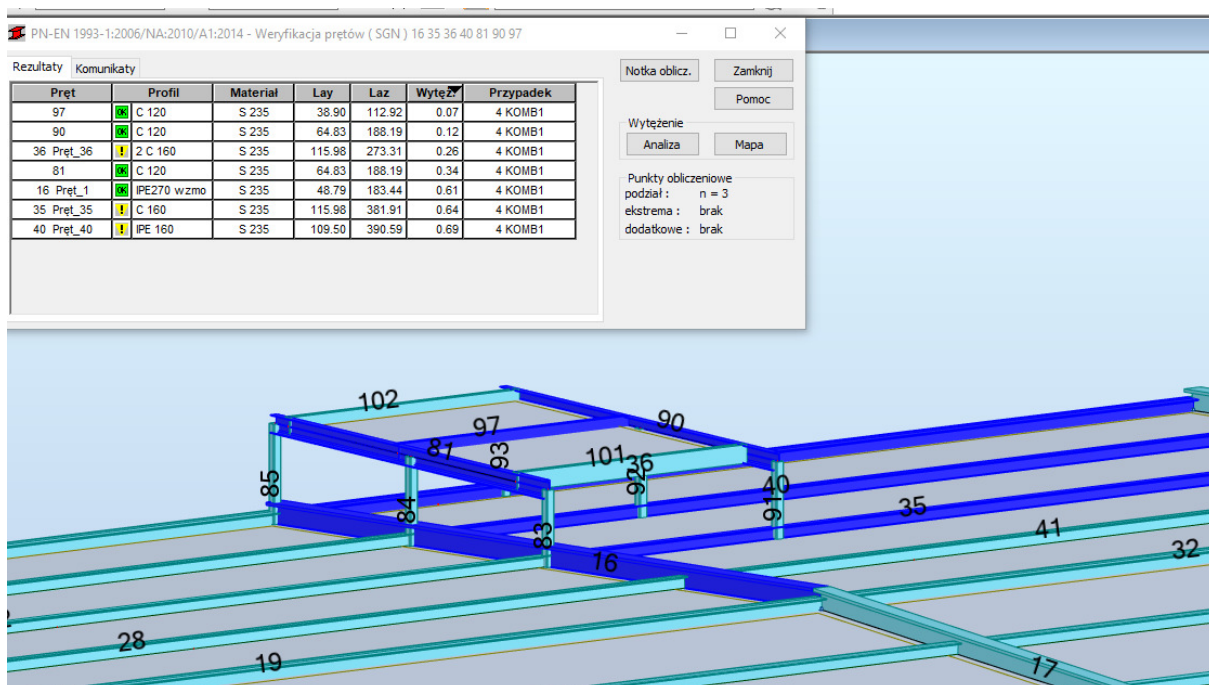 PN-EN 1993-1:2006/NA:2010/A1:2014 - Weryfikacja prętów ( SGN ) 16 35 36 40 81 90 97
Rezultaty Komunikaty
Pręt Profil Materiał Lay Laz Wytęż. Przypadek
97 OK C 120 S 235 38.90 112.92 0.07 4 KOMB1
90 OK C 120 S 235 64.83 188.19 0.12 4 KOMB1
36 Pręt_36 ! 2 C 160 S 235 115.98 273.31 0.26 4 KOMB1
81 OK C 120 S 235 64.83 188.19 0.34 4 KOMB1
16 Pręt_1 OK IPE270 wzmo S 235 48.79 183.44 0.61 4 KOMB1
35 Pręt_35 ! C 160 S 235 115.98 381.91 0.64 4 KOMB1
40 Pręt_40 ! IPE 160 S 235 109.50 390.59 0.69 4 KOMB1
Notka oblicz. Zamknij
Pomoc
Wytężenie
Analiza Mapa
Punkty obliczeniowe
podział : n = 3
ekstrema : brak
dodatkowe : brak
102
97
90
81
93
101
36
92
85
84
40
91
35
83
16
41
32
28
19
17